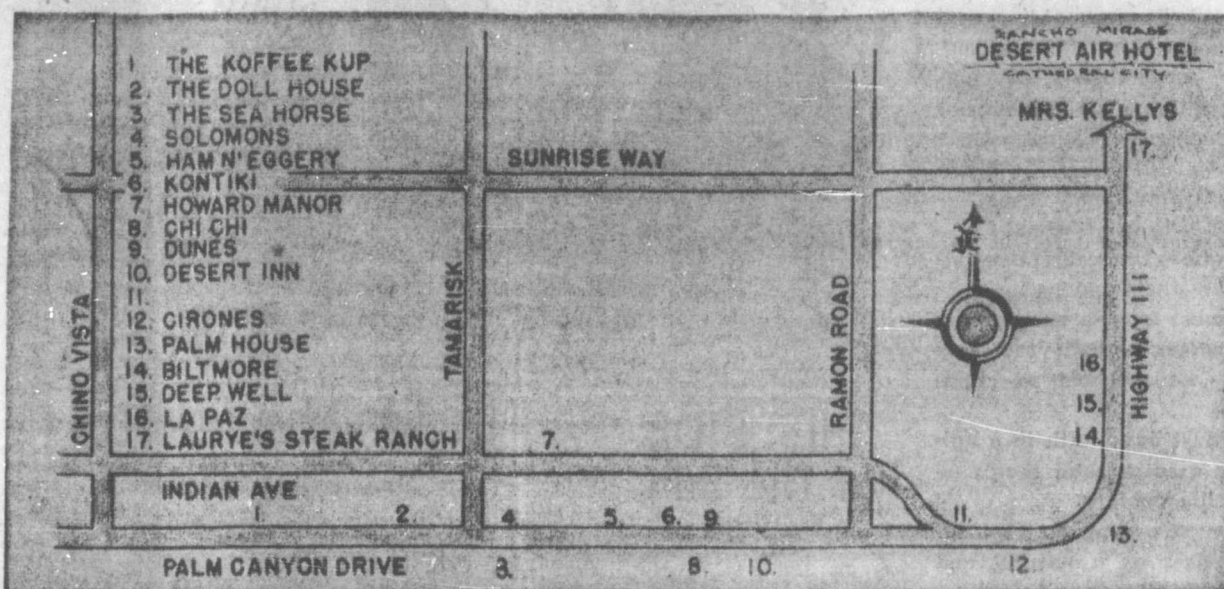 RANCHO MIRAGE
DESERT AIR HOTEL
CATHEDRAL CITY
MRS. KELLYS
17.
1 THE KOFFEE KUP
2. THE DOLL HOUSE
3. THE SEA HORSE
4 SOLOMONS
5. HAM N' EGGERY
6. KONTIKI
7. HOWARD MANOR
8. CHI CHI
9. DUNES
10. DESERT INN
11.
12. CIRONES
13. PALM HOUSE
14. BILTMORE
15. DEEP WELL
16. LA PAZ
17. LAURYE'S STEAK RANCH
SUNRISE WAY
CHINO VISTA
TAMARISK
RAMON ROAD
HIGHWAY 111
16.
15.
14.
7.
INDIAN AVE
1.
2.
4.
5.
6.
9.
11.
13.
PALM CANYON DRIVE
3.
8.
10.
12.